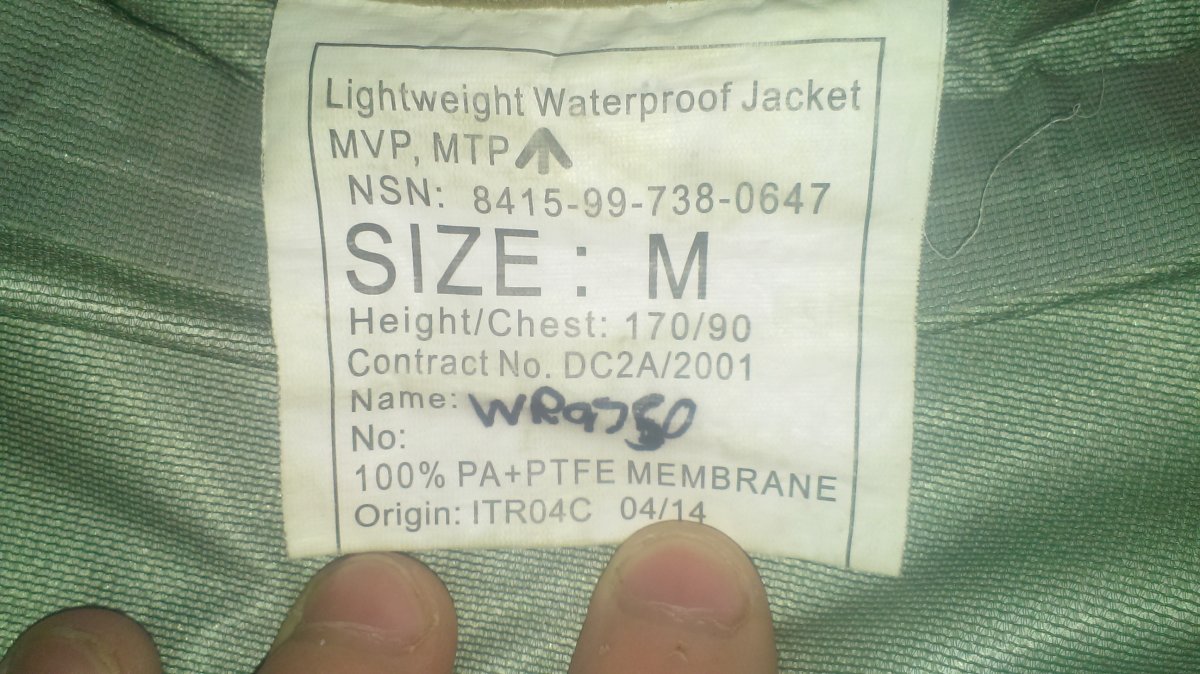 Lightweight Waterproof Jacket
MVP, MTP
NSN: 8415-99-738-0647
SIZE : M
Height/Chest: 170/90
Contract No. DC2A/2001
Name: WR9750
No:
100% PA+PTFE MEMBRANE
Origin: ITR04C 04/14